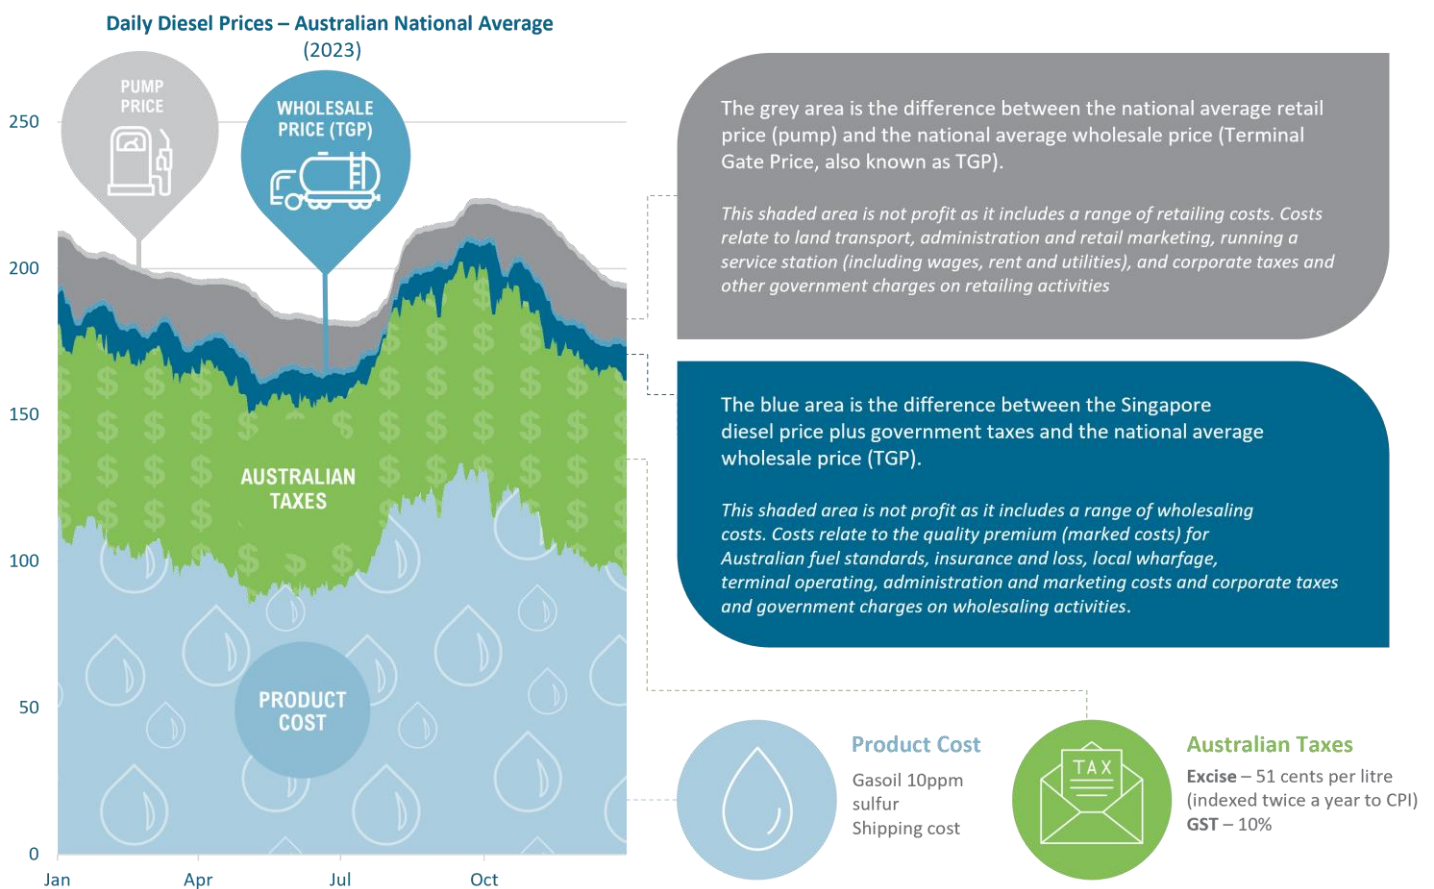 Daily Diesel Prices – Australian National Average
(2023)
PUMP
PRICE
WHOLESALE
PRICE (TGP)
250
200
150
100
50
0
Jan
Apr
Jul
Oct
AUSTRALIAN
TAXES
PRODUCT
COST
The grey area is the difference between the national average retail
price (pump) and the national average wholesale price (Terminal
Gate Price, also known as TGP).
This shaded area is not profit as it includes a range of retailing costs. Costs
relate to land transport, administration and retail marketing, running a
service station (including wages, rent and utilities), and corporate taxes and
other government charges on retailing activities
The blue area is the difference between the Singapore
diesel price plus government taxes and the national average
wholesale price (TGP).
This shaded area is not profit as it includes a range of wholesaling
costs. Costs relate to the quality premium (marked costs) for
Australian fuel standards, insurance and loss, local wharfage,
terminal operating, administration and marketing costs and corporate taxes
and government charges on wholesaling activities.
Product Cost
Gasoil 10ppm
sulfur
Shipping cost
TAX
Australian Taxes
Excise – 51 cents per litre
(indexed twice a year to CPI)
GST – 10%